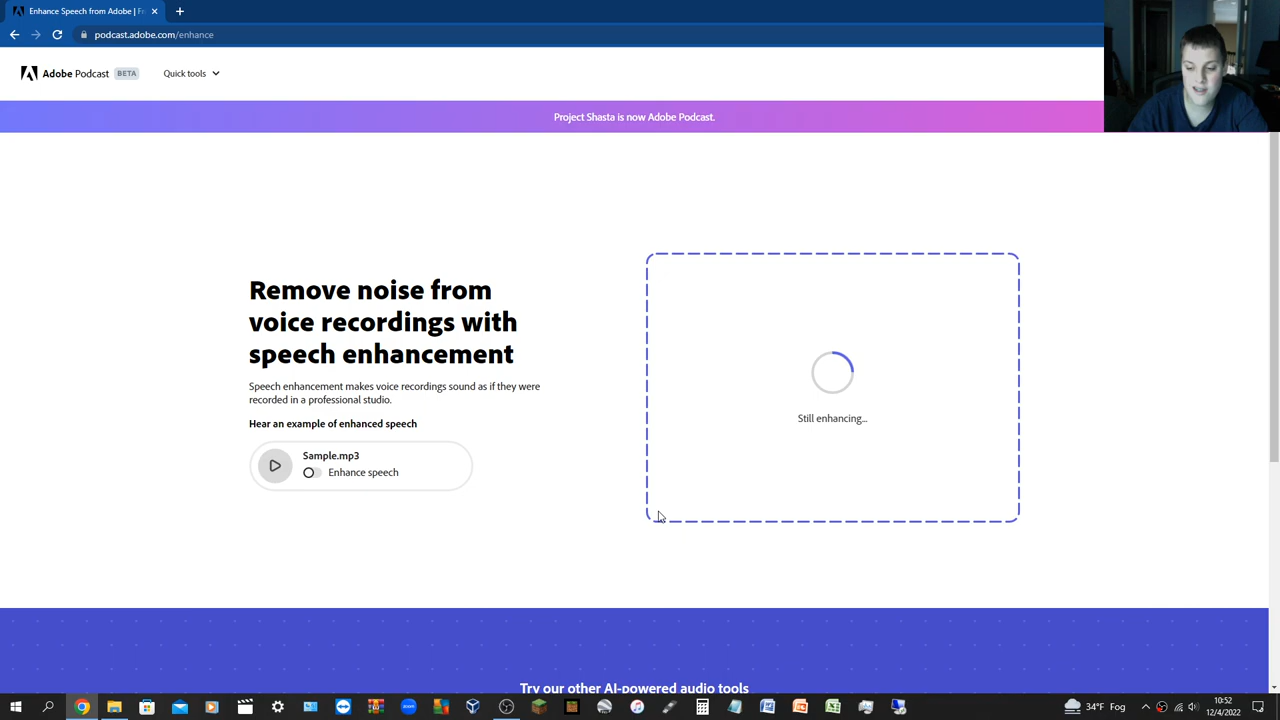 Enhance Speech from Adobe | Fr
podcast.adobe.com/enhance
Adobe Podcast BETA
Quick tools
Project Shasta is now Adobe Podcast.
Remove noise from
voice recordings with
speech enhancement
Speech enhancement makes voice recordings sound as if they were
recorded in a professional studio.
Hear an example of enhanced speech
Sample.mp3
Enhance speech
Still enhancing...
Try our other AI-powered audio tools
zoom
34°F Fog
10:52
12/4/2022